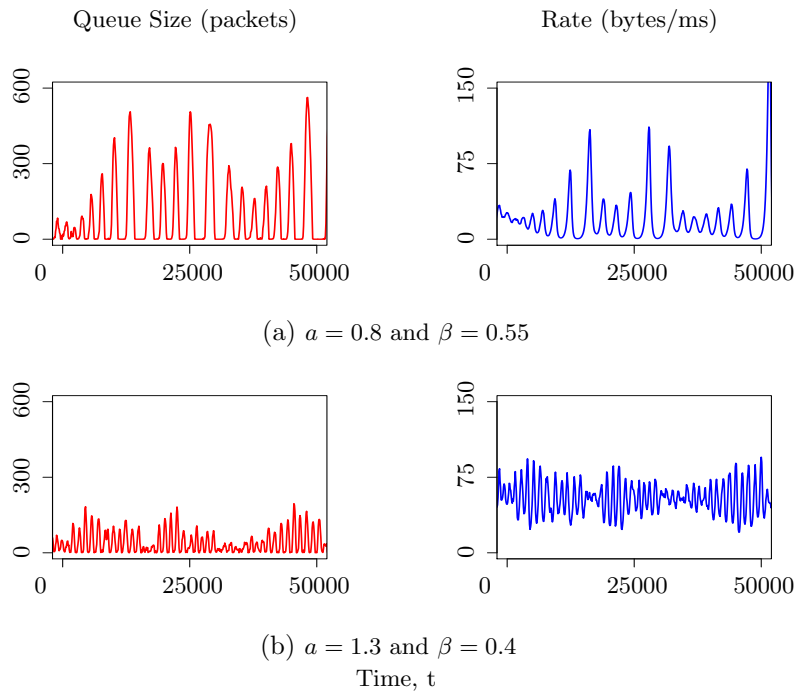 Queue Size (packets) Rate (bytes/ms)
600 150
300 75
0 0
0 25000 50000 0 25000 50000
(a) a = 0.8 and β = 0.55
600 150
300 75
0 0
0 25000 50000 0 25000 50000
(b) a = 1.3 and β = 0.4
Time, t